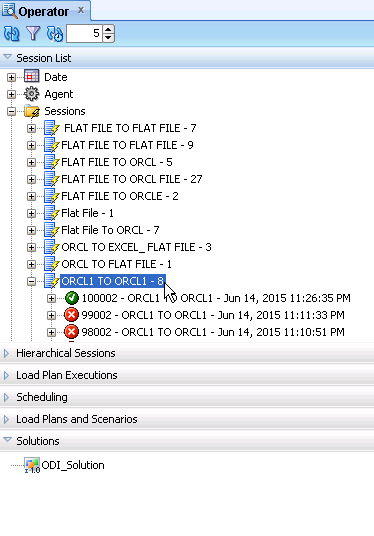 Operator x
5
Session List
Date
Agent
Sessions
FLAT FILE TO FLAT FILE - 7
FLAT FILE TO FLAT FILE - 9
FLAT FILE TO ORCL - 5
FLAT FILE TO ORCL FILE - 27
FLAT FILE TO ORCLE - 2
Flat File - 1
Flat File To ORCL - 7
ORCL TO EXCEL_ FLAT FILE - 3
ORCL TO FLAT FILE - 1
ORCL1 TO ORCL1 - 8
100002 - ORCL1 TO ORCL1 - Jun 14, 2015 11:26:35 PM
99002 - ORCL1 TO ORCL1 - Jun 14, 2015 11:11:33 PM
98002 - ORCL1 TO ORCL1 - Jun 14, 2015 11:10:51 PM
Hierarchical Sessions
Load Plan Executions
Scheduling
Load Plans and Scenarios
Solutions
1.0 ODI_Solution